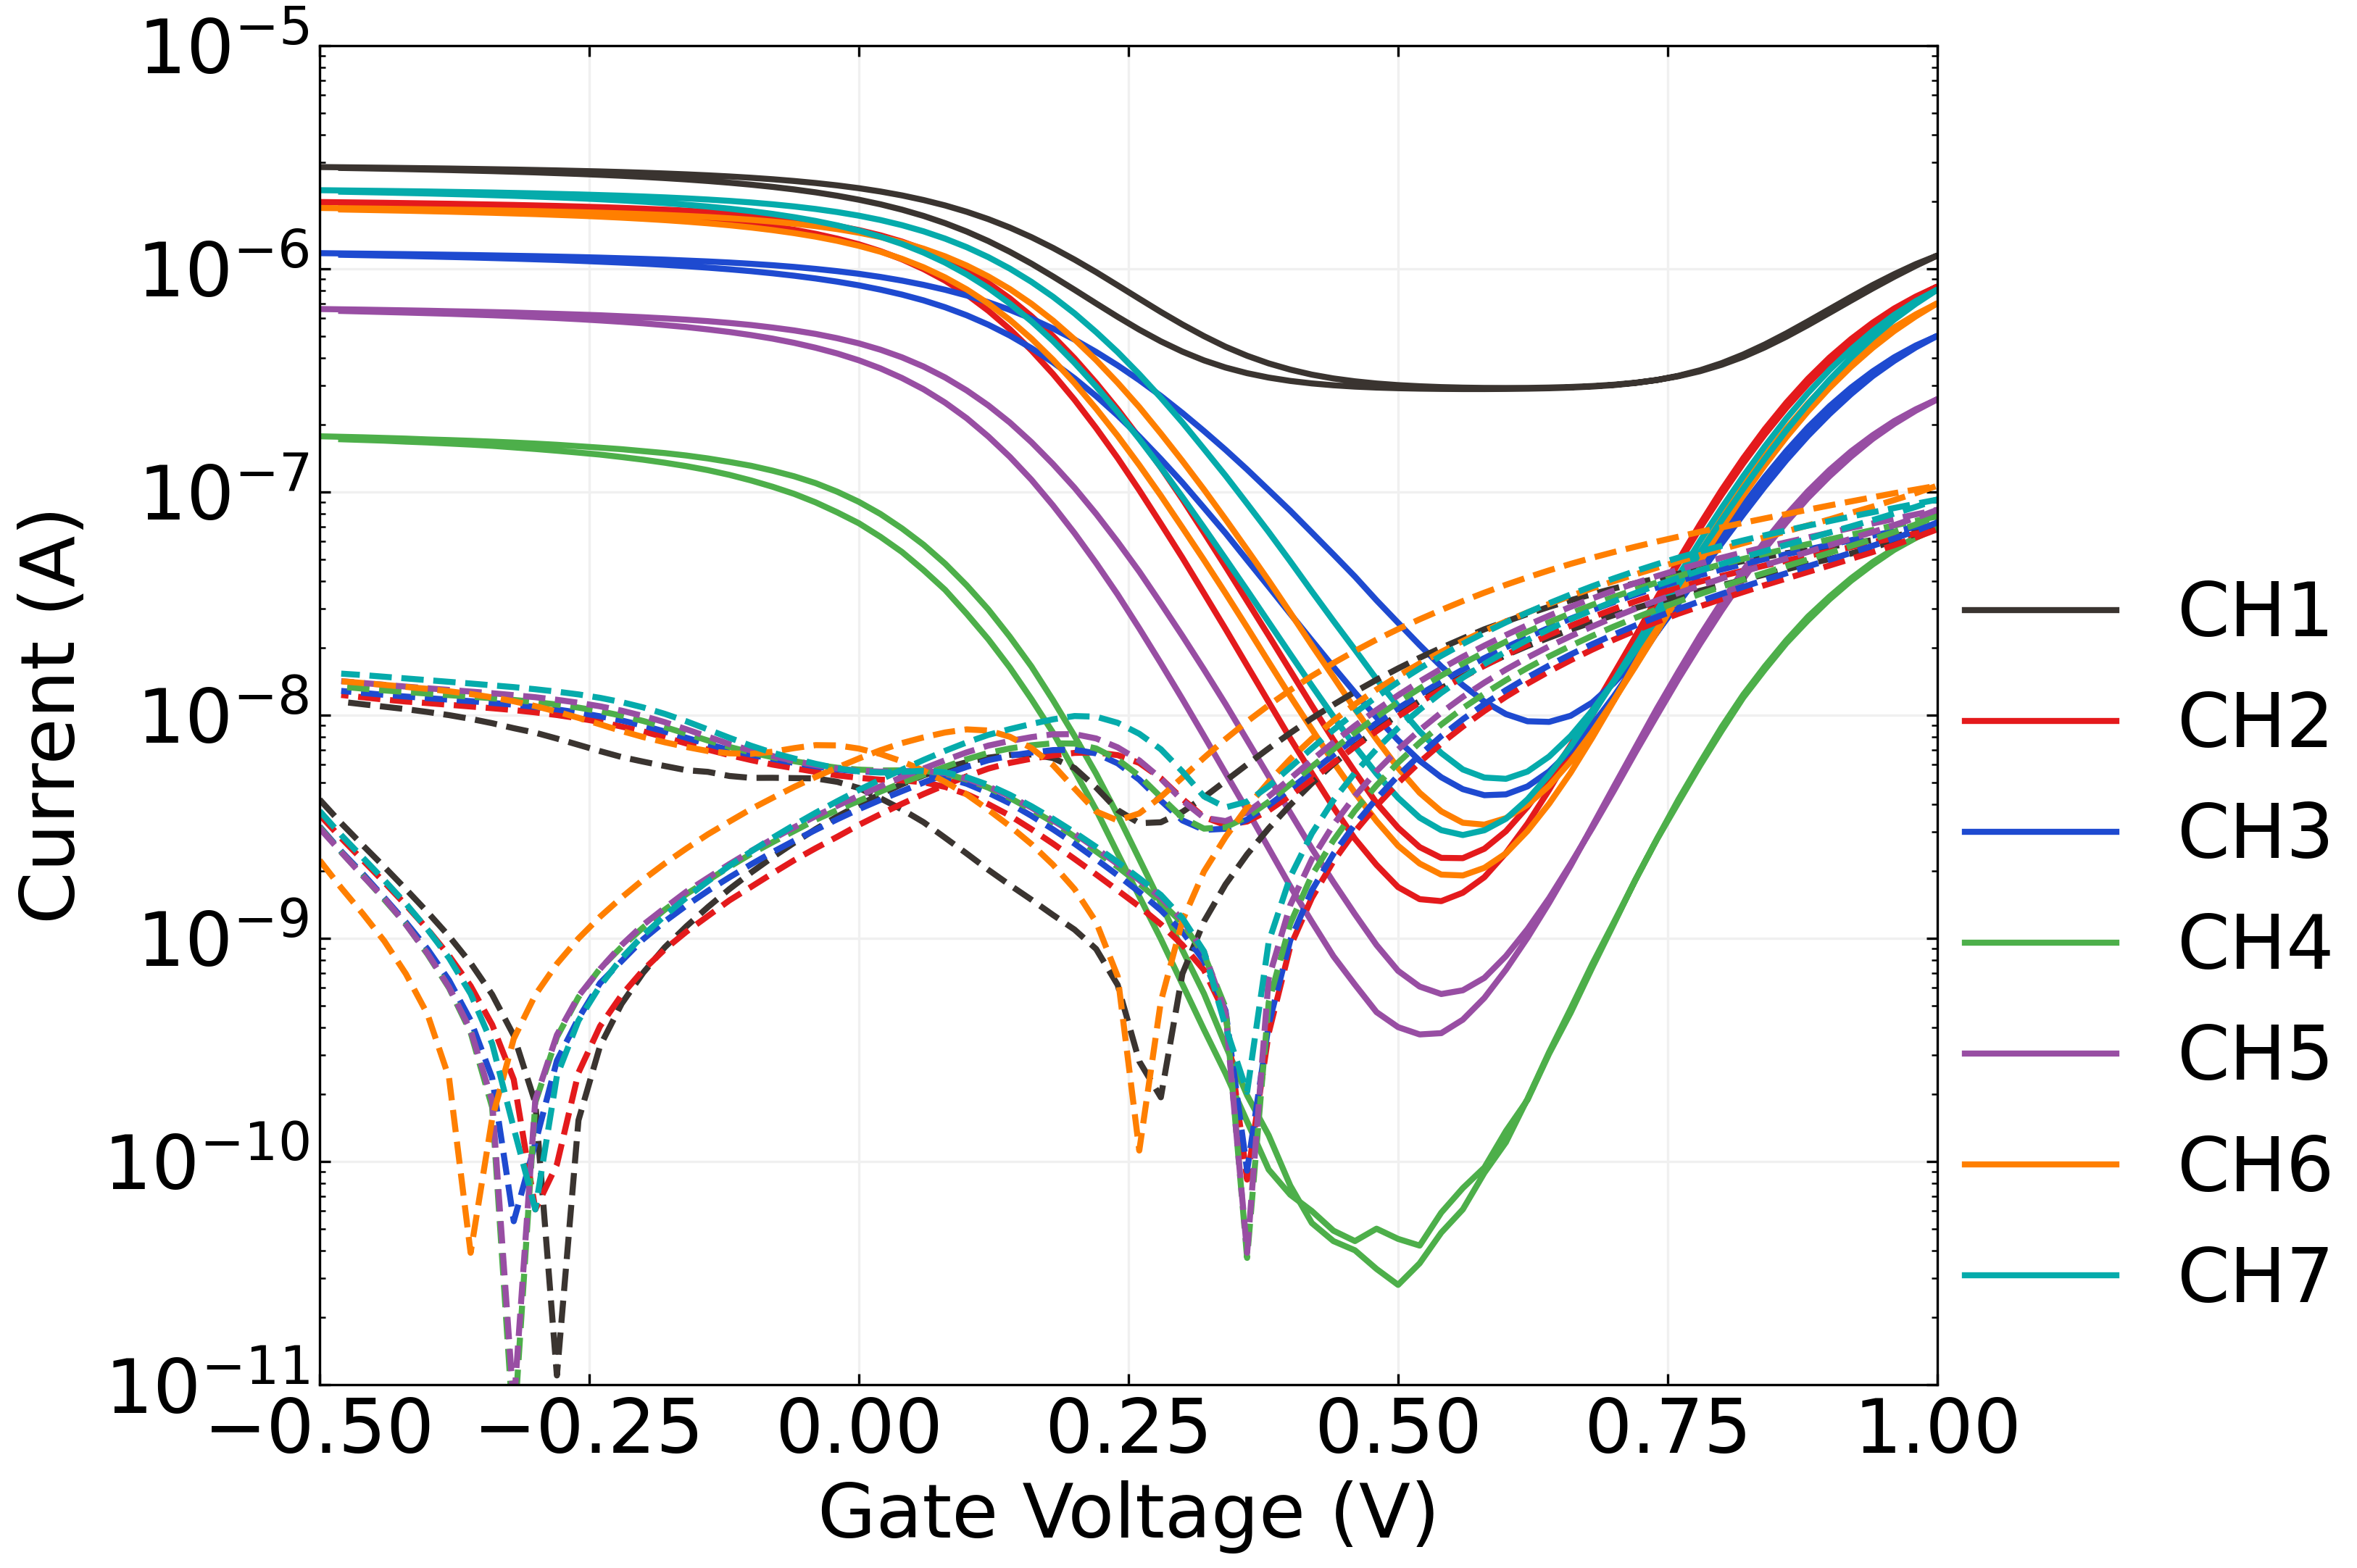 10⁻⁵
10⁻⁶
10⁻⁷
10⁻⁸
10⁻⁹
10⁻¹⁰
10⁻¹¹
Current (A)
−0.50 −0.25 0.00 0.25 0.50 0.75 1.00
Gate Voltage (V)
CH1
CH2
CH3
CH4
CH5
CH6
CH7